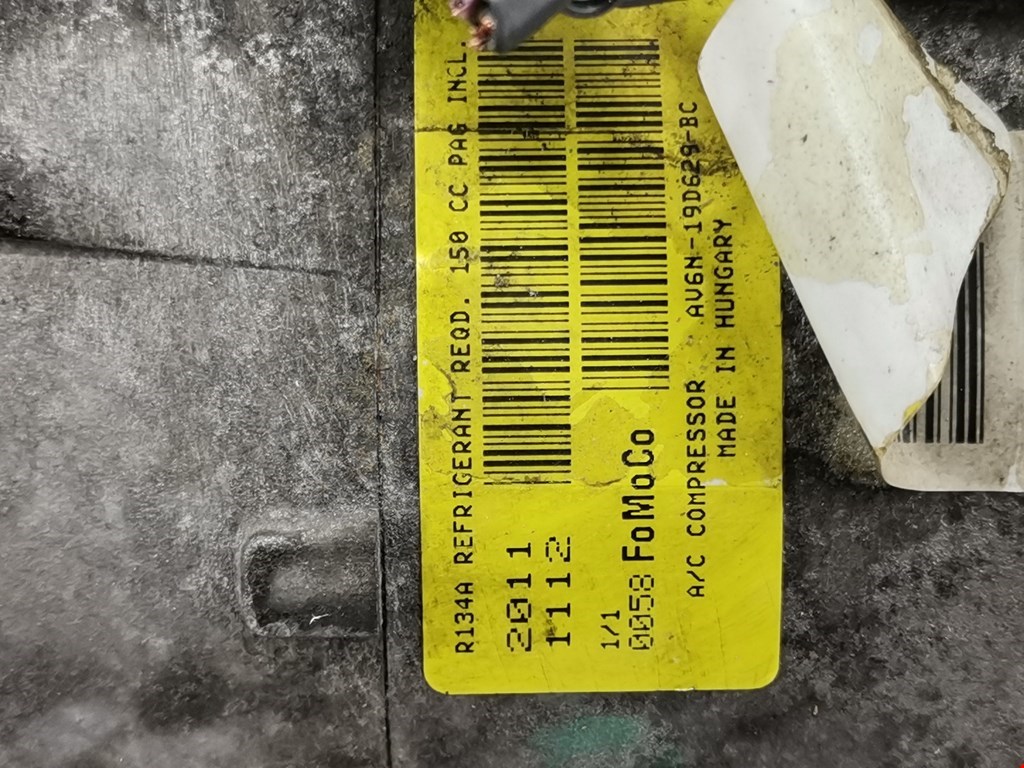 R134A REFRIGERANT REQD. 150 CC PAG INCL.
2011
1112
1/1
0058 FoMoCo
A/C COMPRESSOR AV6N-19D629-BC
MADE IN HUNGARY